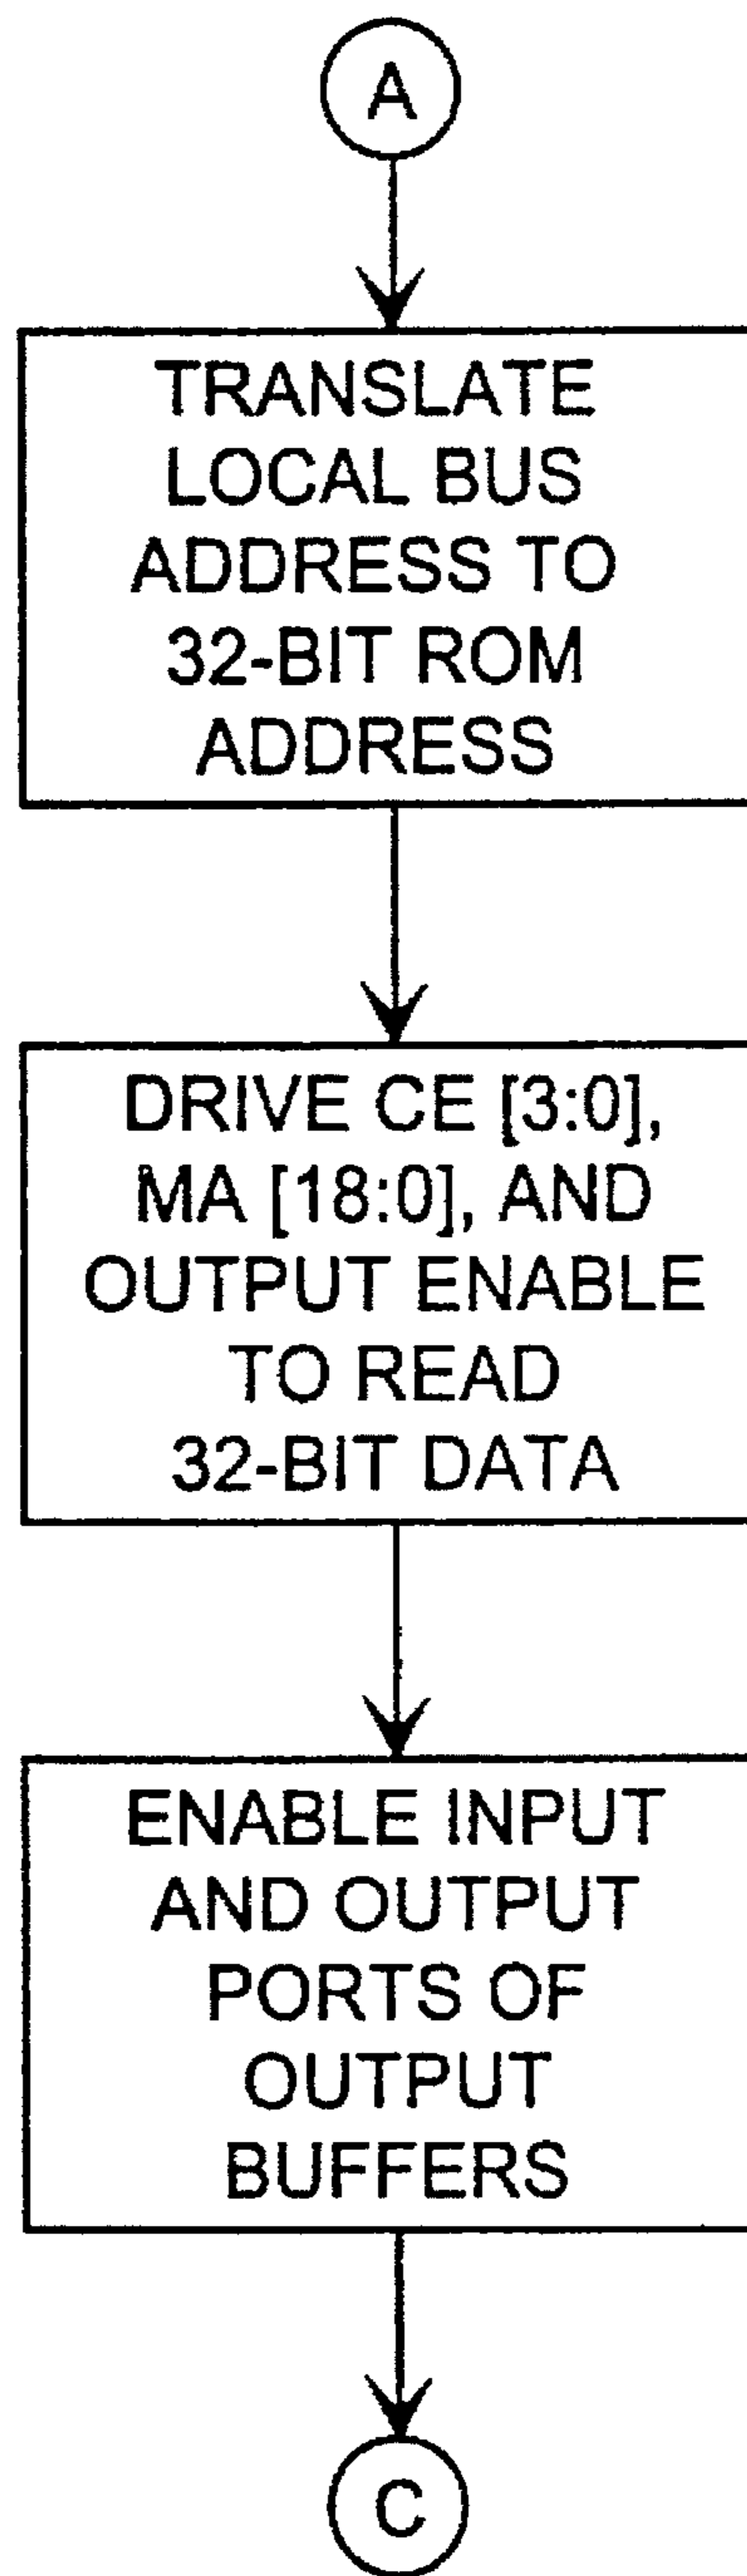 A
TRANSLATE
LOCAL BUS
ADDRESS TO
32-BIT ROM
ADDRESS
DRIVE CE [3:0],
MA [18:0], AND
OUTPUT ENABLE
TO READ
32-BIT DATA
ENABLE INPUT
AND OUTPUT
PORTS OF
OUTPUT
BUFFERS
C